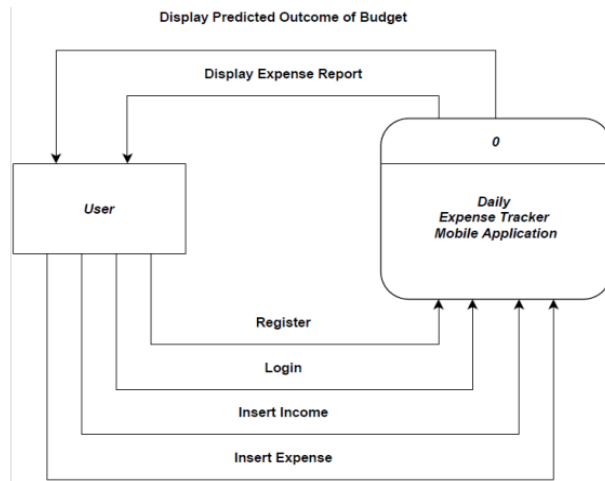 Display Predicted Outcome of Budget
Display Expense Report
0
User
Daily
Expense Tracker
Mobile Application
Register
Login
Insert Income
Insert Expense